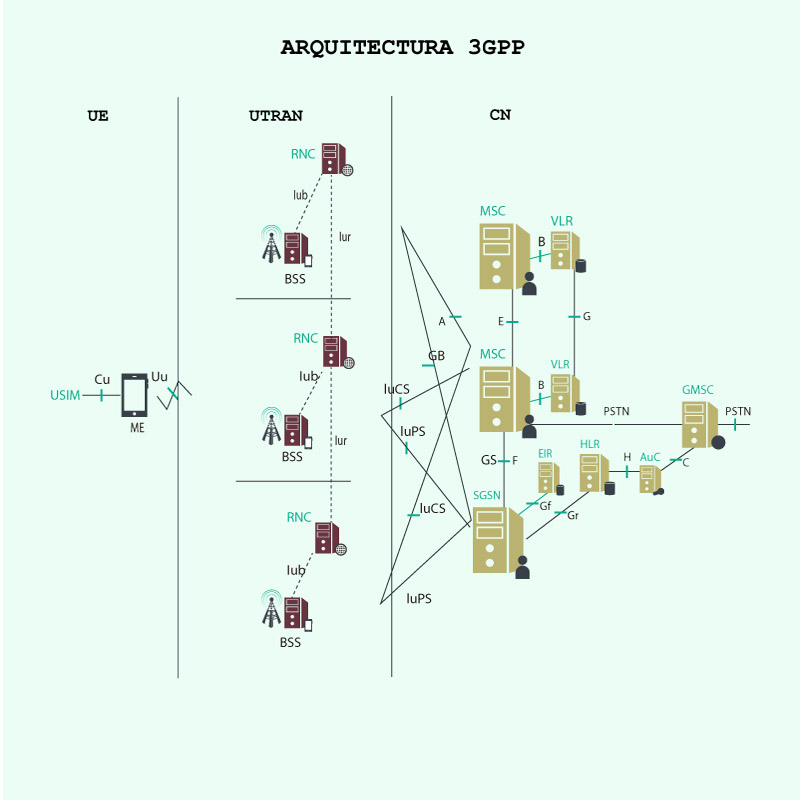 ARQUITECTURA 3GPP
UE
UTRAN
CN
RNC
Iub
Iur
BSS
MSC
VLR
B
A
E
G
RNC
GB
MSC
VLR
Iub
Cu
Uu
IuCS
B
GMSC
USIM
ME
PSTN
PSTN
IuPS
Iur
BSS
GS
F
EIR
HLR
H
AuC
C
SGSN
Gf
Gr
RNC
IuCS
Iub
IuPS
BSS